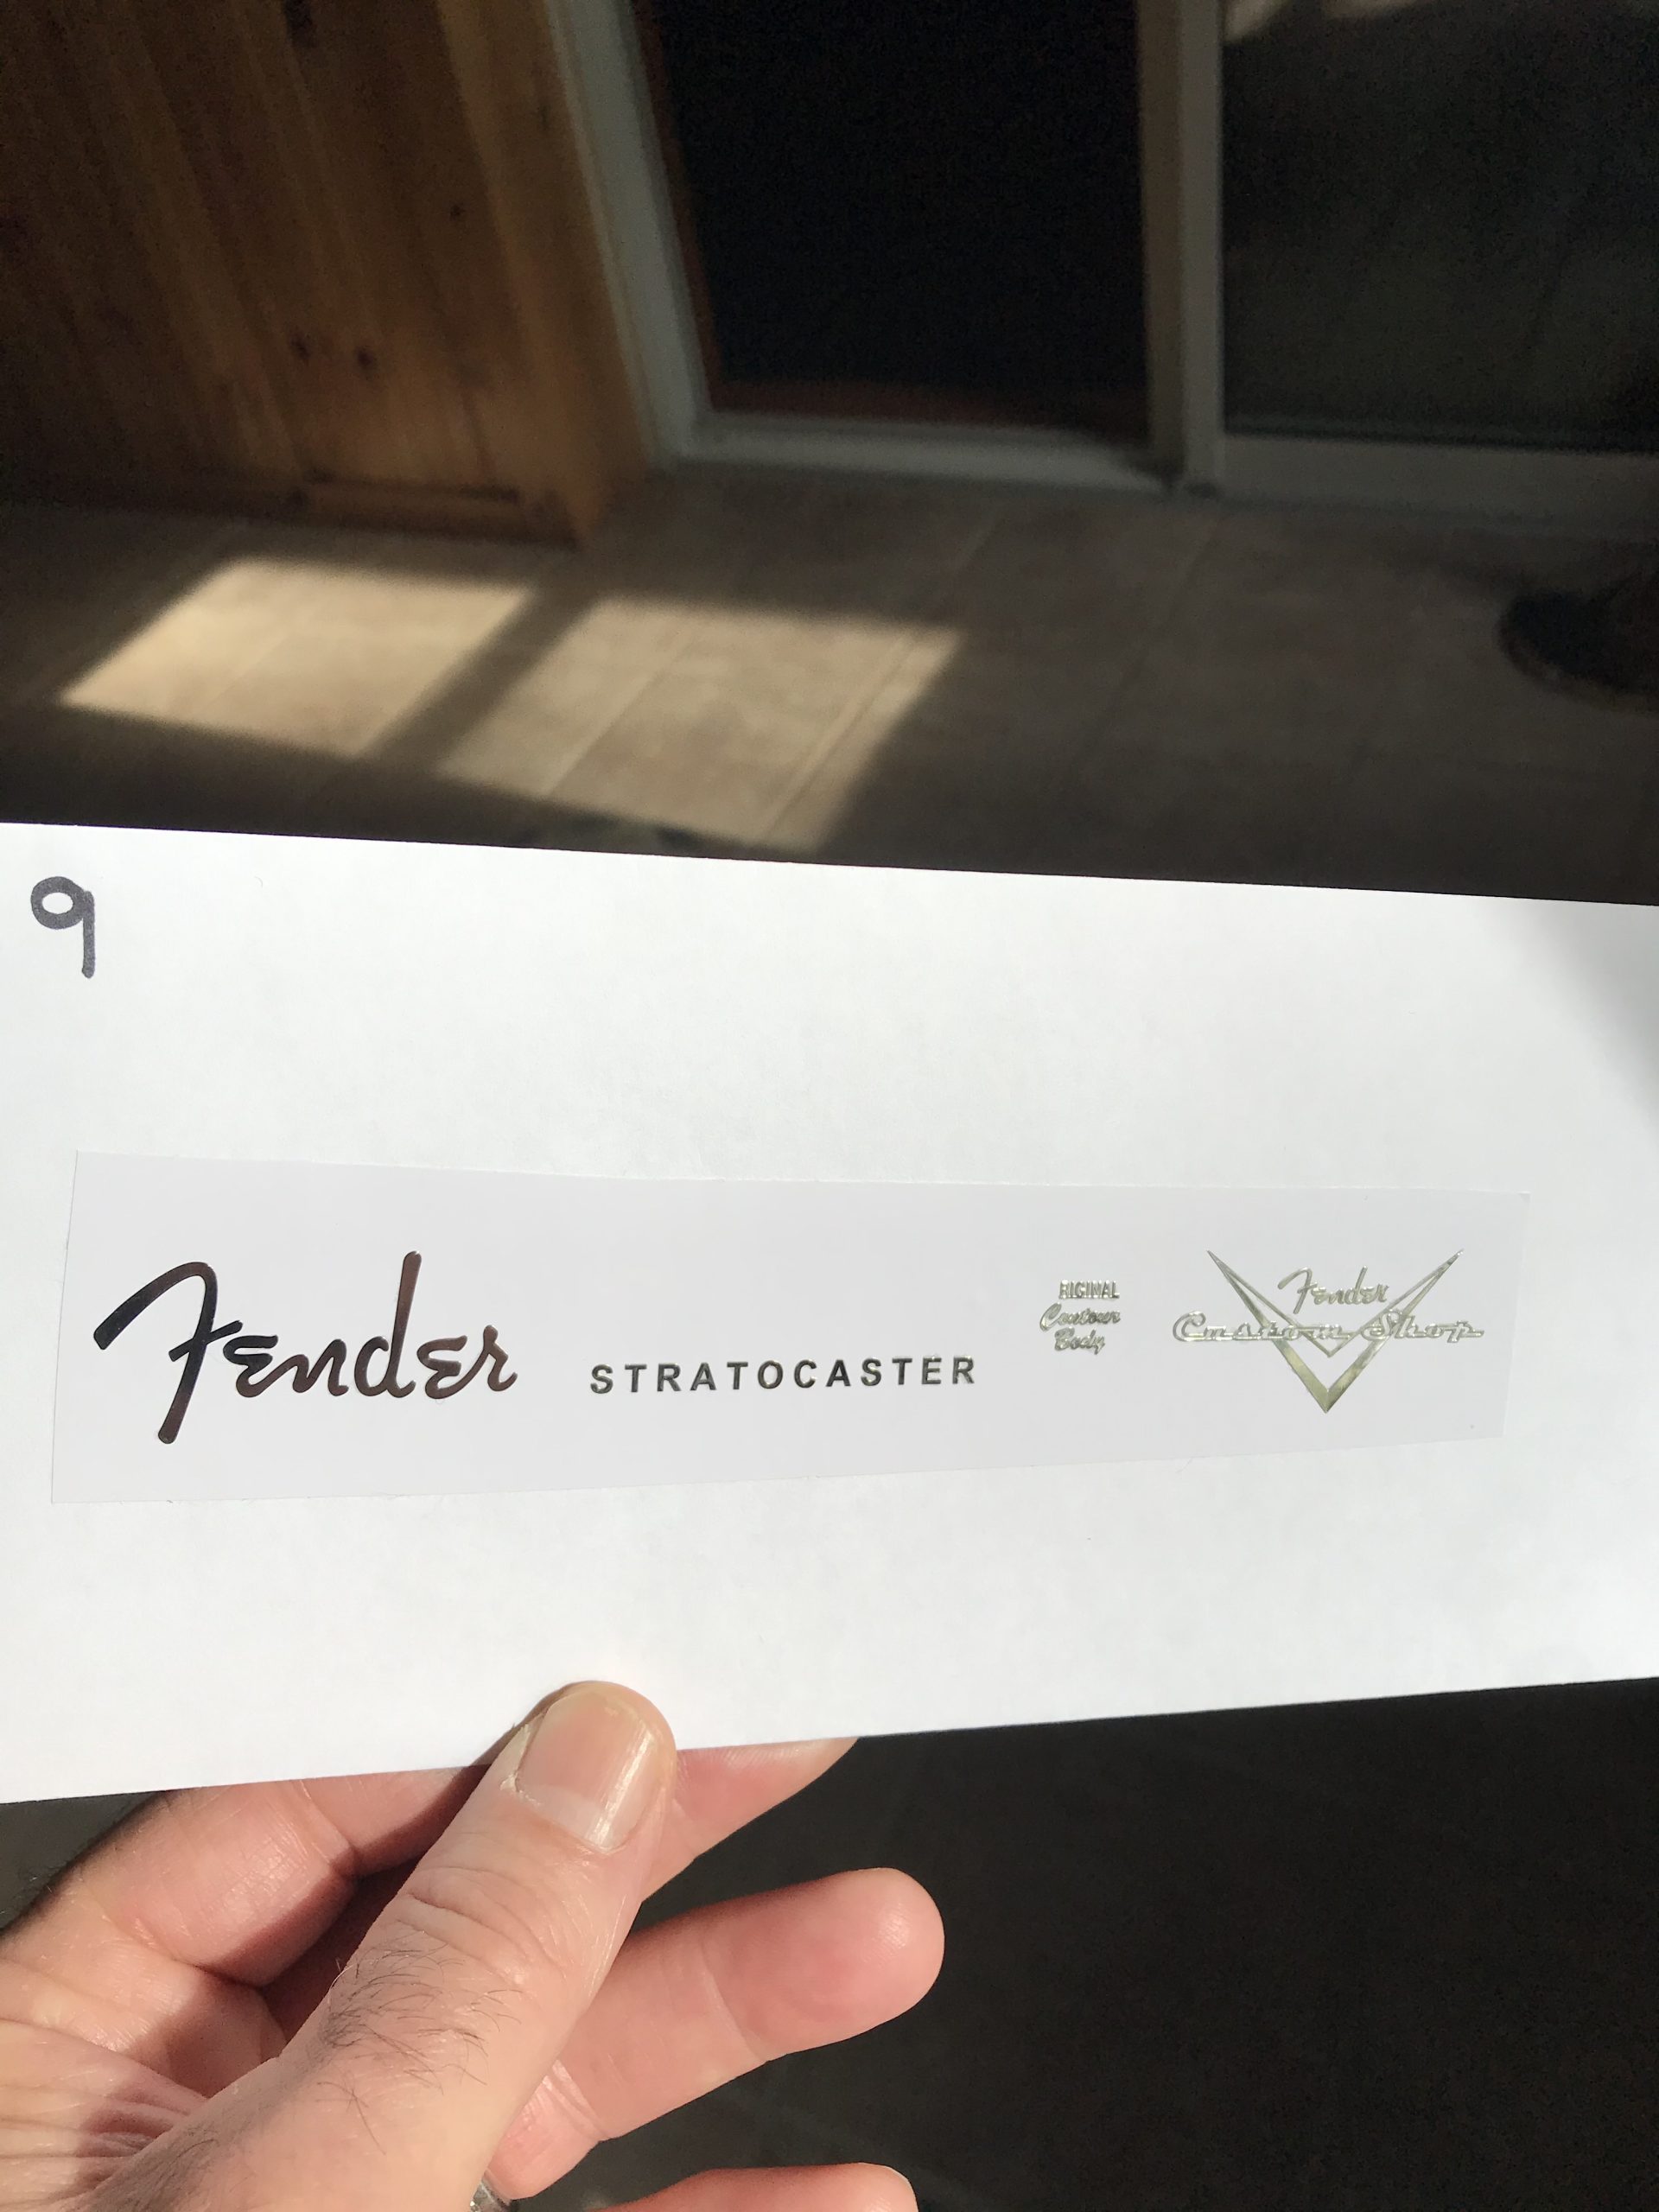 9
Fender
STRATOCASTER
RIGINAL
Contour
Body
Fender
Custom Shop